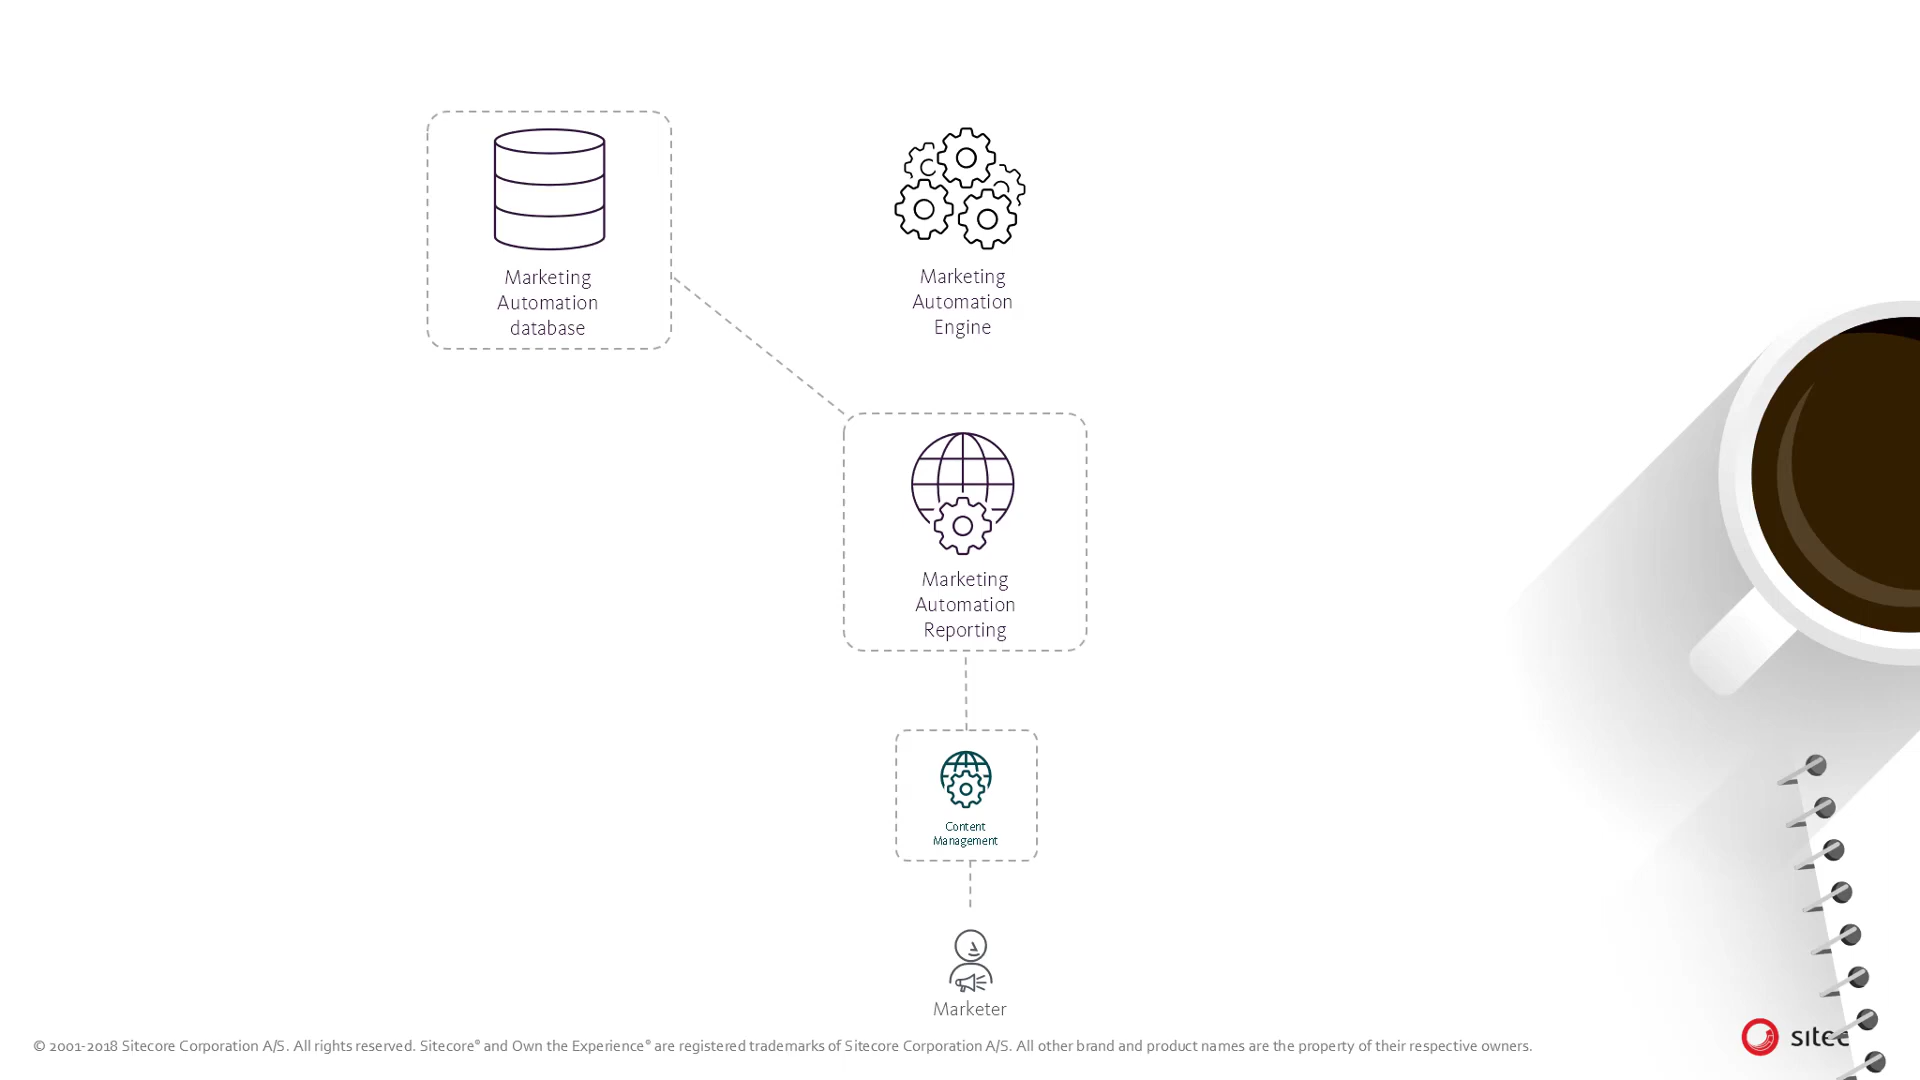 Marketing
Automation
database
Marketing
Automation
Engine
Marketing
Automation
Reporting
Content
Management
Marketer
© 2001-2018 Sitecore Corporation A/S. All rights reserved. Sitecore® and Own the Experience® are registered trademarks of Sitecore Corporation A/S. All other brand and product names are the property of their respective owners.
sitec